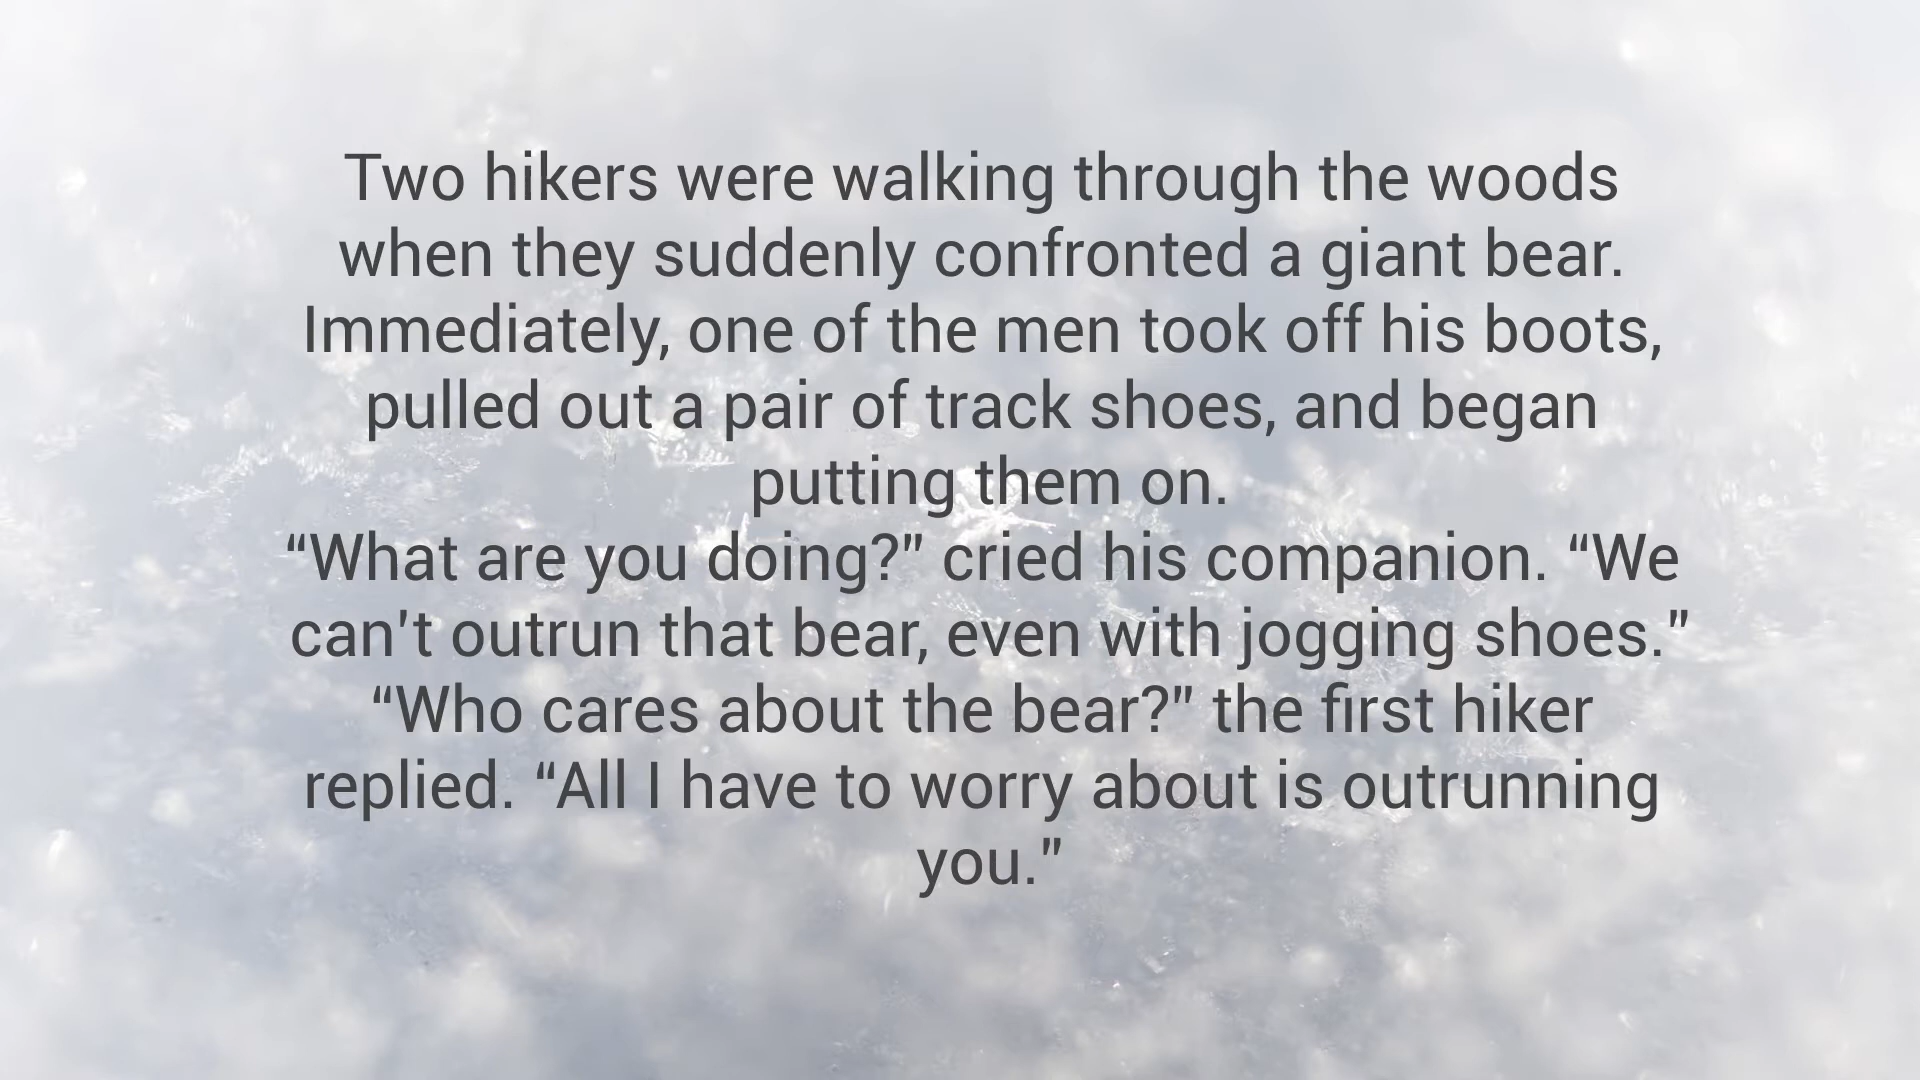 Two hikers were walking through the woods
when they suddenly confronted a giant bear.
Immediately, one of the men took off his boots,
pulled out a pair of track shoes, and began
putting them on.
“What are you doing?” cried his companion. “We
can't outrun that bear, even with jogging shoes.”
“Who cares about the bear?” the first hiker
replied. “All I have to worry about is outrunning
you.”